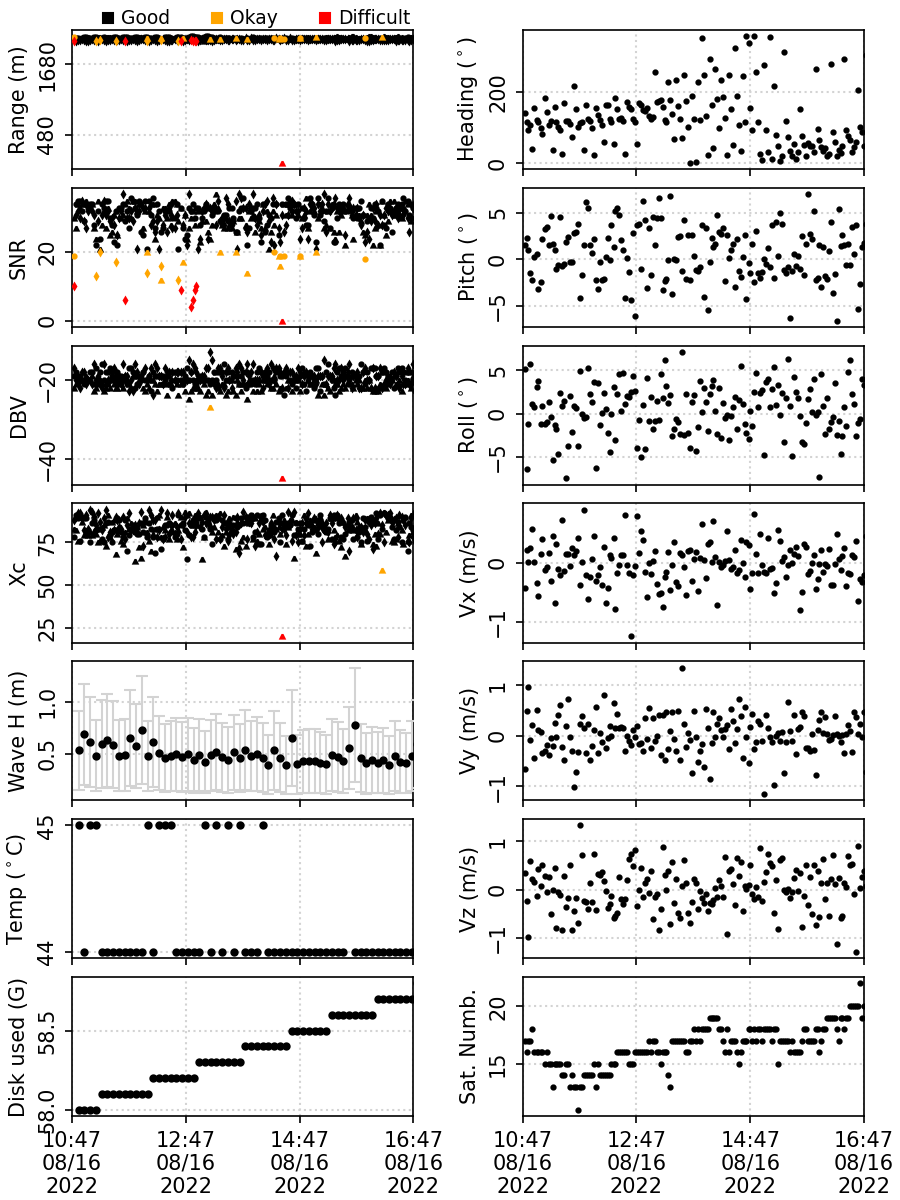 Good Okay Difficult
Range (m)
1680
480
Heading (°)
200
0
SNR
20
0
Pitch (°)
5
0
−5
DBV
−20
−40
Roll (°)
5
0
−5
Xc
75
50
25
Vx (m/s)
0
−1
Wave H (m)
1.0
0.5
Vy (m/s)
1
0
−1
Temp (°C)
45
44
Vz (m/s)
1
0
−1
Disk used (G)
58.5
58.0
Sat. Numb.
20
15
10:47 12:47 14:47 16:47
08/16 08/16 08/16 08/16
2022 2022 2022 2022
10:47 12:47 14:47 16:47
08/16 08/16 08/16 08/16
2022 2022 2022 2022